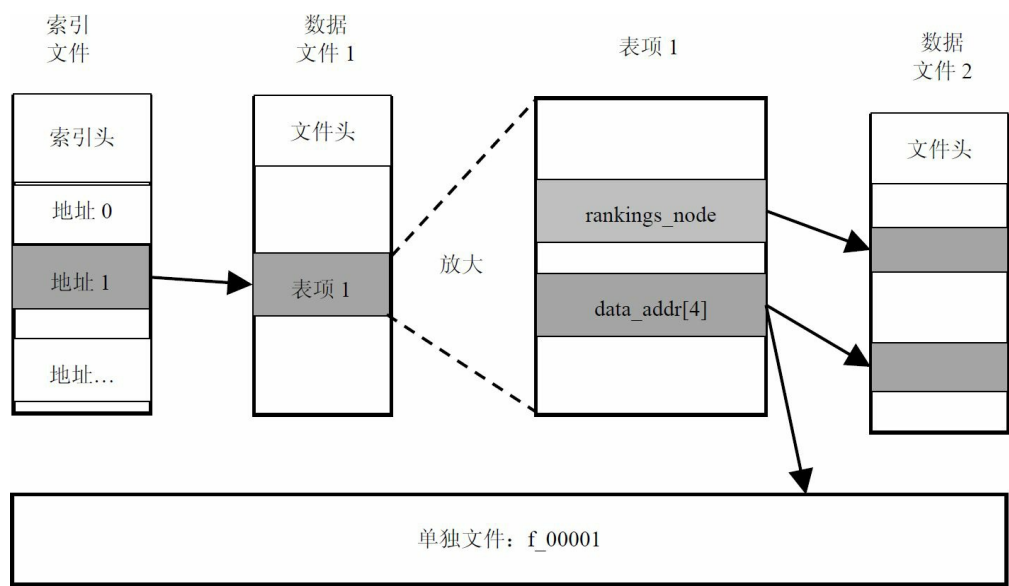 索引
文件
数据
文件 1
表项 1
数据
文件 2
索引头
文件头
文件头
地址 0
rankings_node
地址 1
表项 1
放大
data_addr[4]
地址…
单独文件：f_00001